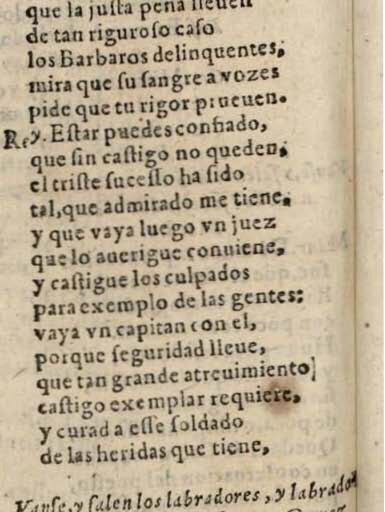 que la juſta pena lleuen
de tan riguroſo caſo
los Barbaros delinquentes,
mira que ſu ſangre a vozes
pide que tu rigor prueuen.
Rey. Eſtar puedes confiado,
que ſin caſtigo no queden,
el triſte ſuceſſo ha ſido
tal, que admirado me tiene,
y que vaya luego vn juez
que lo auerigue conuiene,
y caſtigue los culpados
para exemplo de las gentes:
vaya vn capitan con el,
porque ſeguridad lleue,
que tan grande atreuimiento
caſtigo exemplar requiere,
y curad a eſſe ſoldado
de las heridas que tiene,
Vanſe, y ſalen los labradores, y labrador